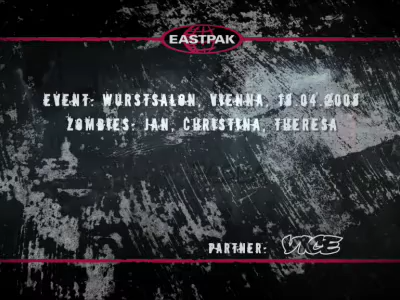 EASTPAK
EVENT: WURSTSALON, VIENNA, 18.04.2008
ZOMBIES: JAN, CHRISTINA, THERESA
PARTNER: VICE